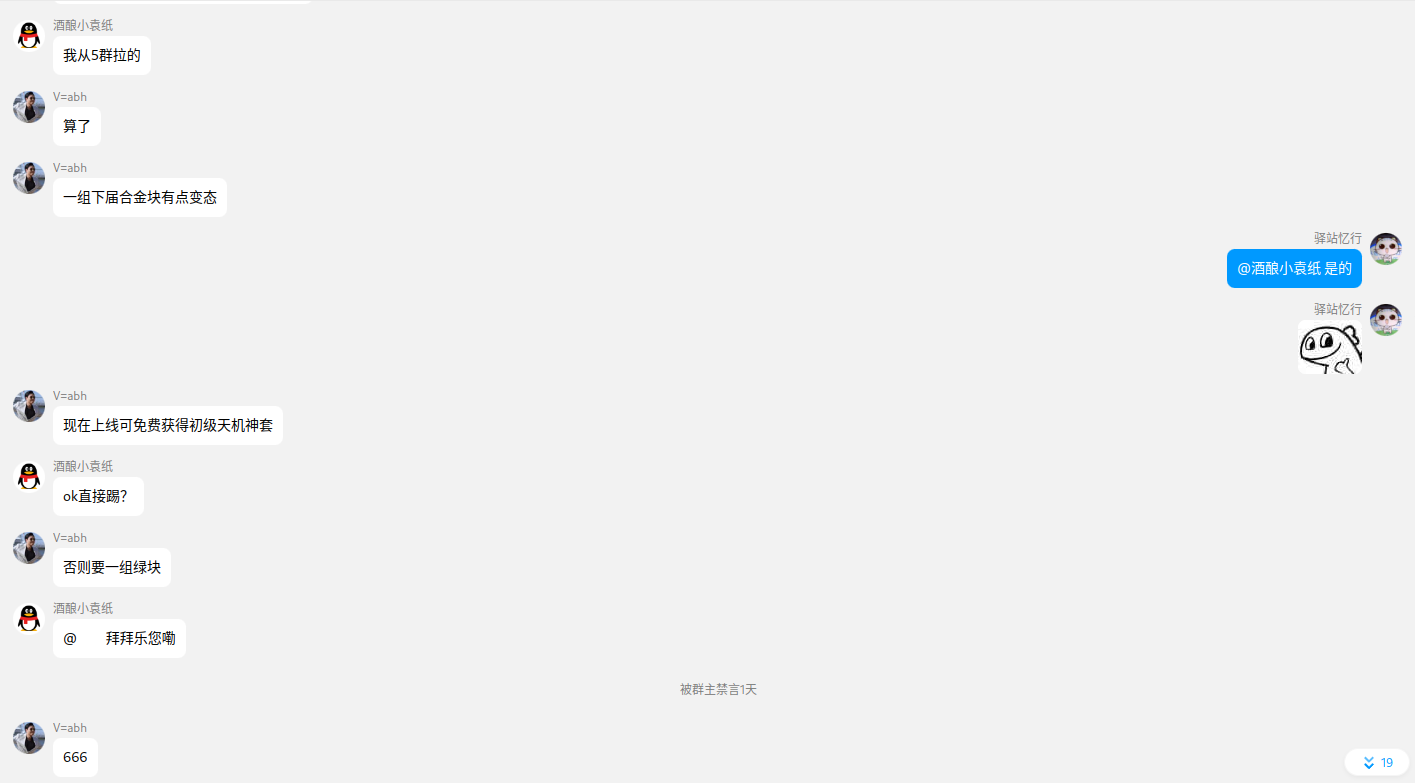 酒酿小袁纸
我从5群拉的
V=abh
算了
V=abh
一组下届合金块有点变态
驿站忆行
@酒酿小袁纸 是的
驿站忆行
V=abh
现在上线可免费获得初级天机神套
酒酿小袁纸
ok直接踢？
V=abh
否则要一组绿块
酒酿小袁纸
@ 拜拜乐您嘞
被群主禁言1天
V=abh
666
19